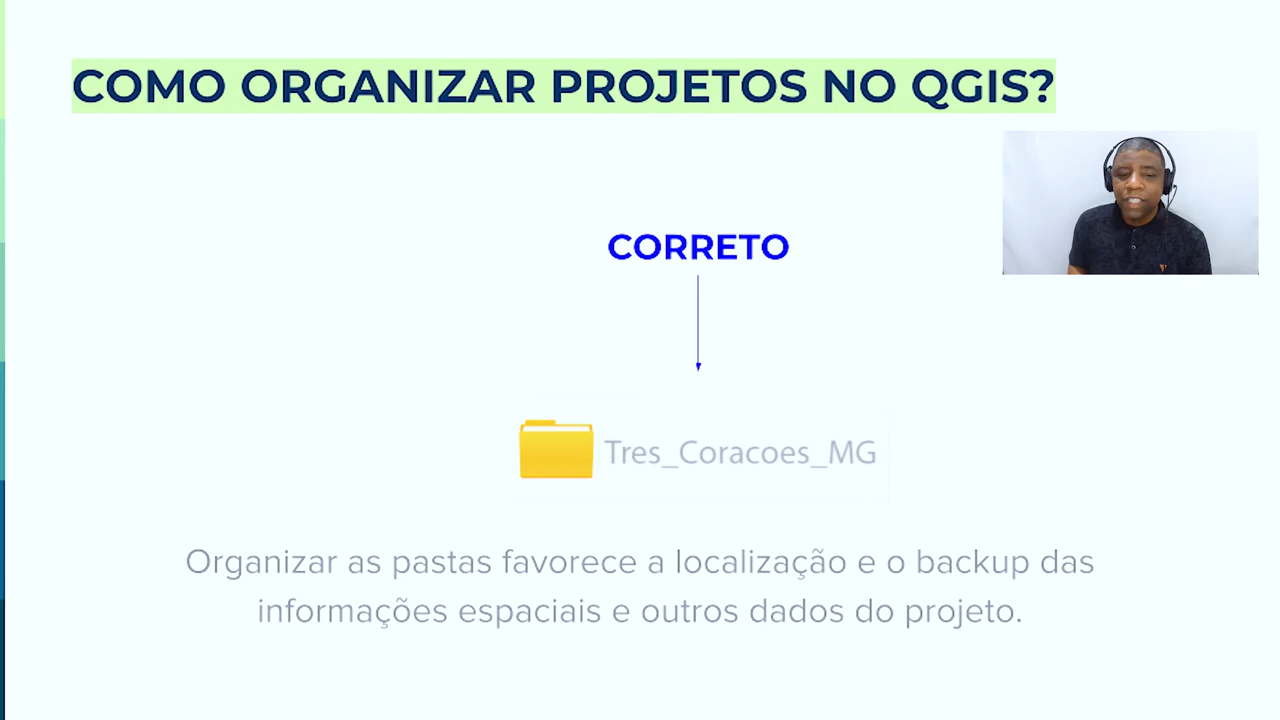 COMO ORGANIZAR PROJETOS NO QGIS?
CORRETO
Tres_Coracoes_MG
Organizar as pastas favorece a localização e o backup das
informações espaciais e outros dados do projeto.